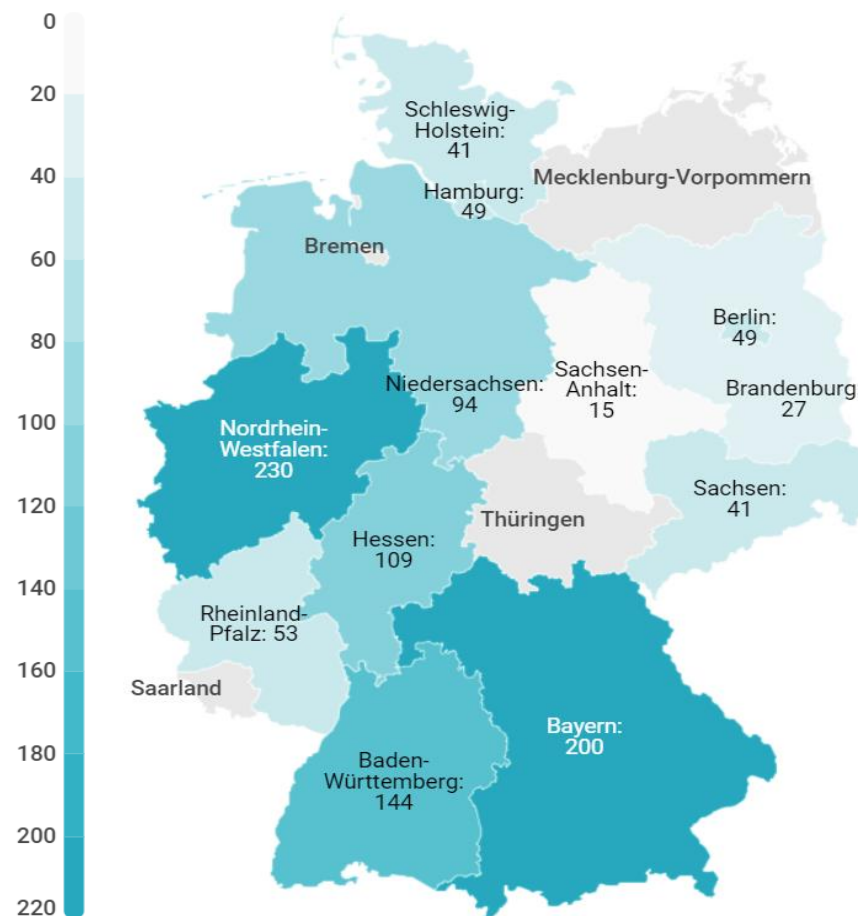 0
20
40
60
80
100
120
140
160
180
200
220
Schleswig-
Holstein:
41
Mecklenburg-Vorpommern
Hamburg:
49
Bremen
Berlin:
49
Niedersachsen:
94
Sachsen-
Anhalt:
15
Brandenburg
27
Nordrhein-
Westfalen:
230
Sachsen:
41
Thüringen
Hessen:
109
Rheinland-
Pfalz: 53
Saarland
Bayern:
200
Baden-
Württemberg:
144